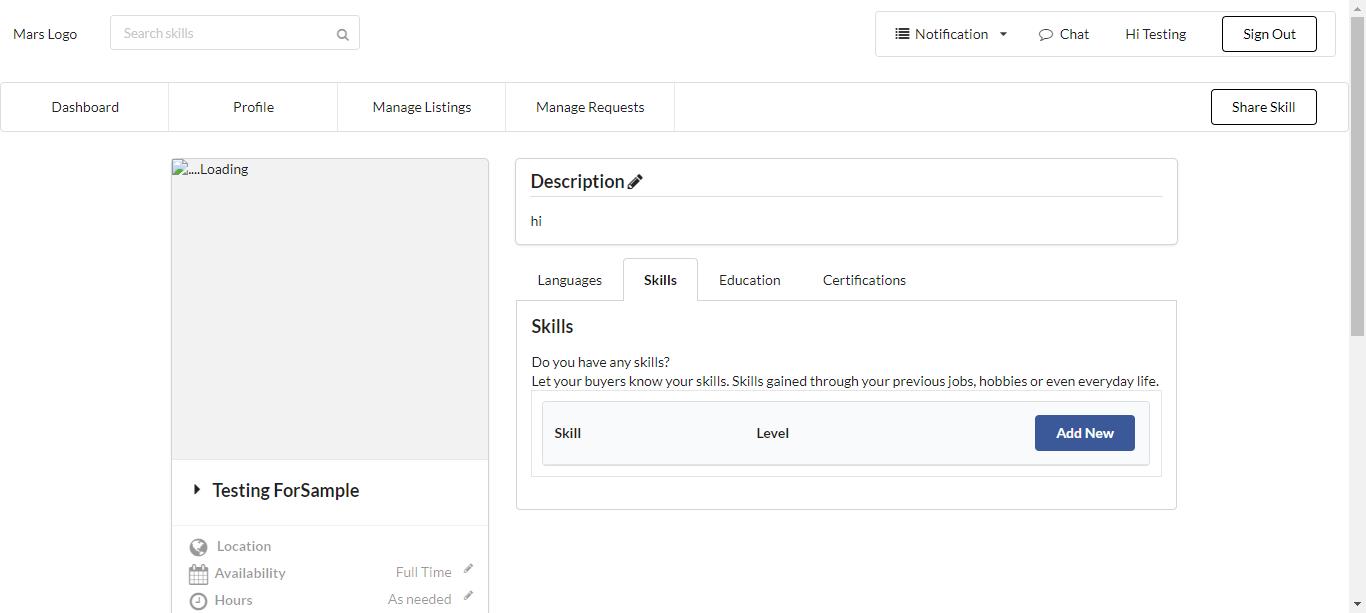 Mars Logo
Search skills
Notification
Chat
Hi Testing
Sign Out
Dashboard
Profile
Manage Listings
Manage Requests
Share Skill
....Loading
Testing ForSample
Location
Availability
Full Time
Hours
As needed
Description
hi
Languages
Skills
Education
Certifications
Skills
Do you have any skills?
Let your buyers know your skills. Skills gained through your previous jobs, hobbies or even everyday life.
Skill
Level
Add New